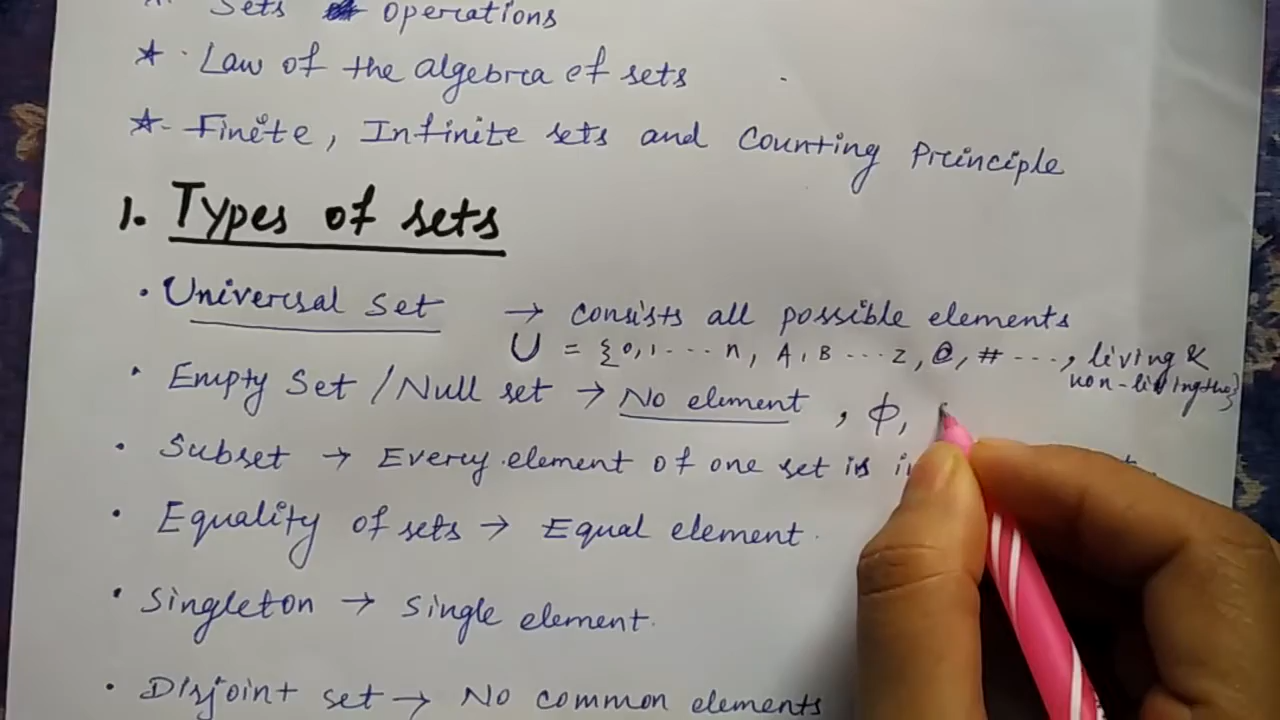 * Sets Operations
* Law of the algebra of sets
* Finite, Infinite sets and Counting Principle
1. Types of sets
• Universal Set → consists all possible elements
U = {0,1....n, A, B ... Z, @, # ---, living &
non-living thg}
• Empty Set / Null set → No element, ϕ,
• Subset → Every element of one set is
• Equality of sets → Equal element.
• Singleton → Single element.
• Disjoint set → No common elements